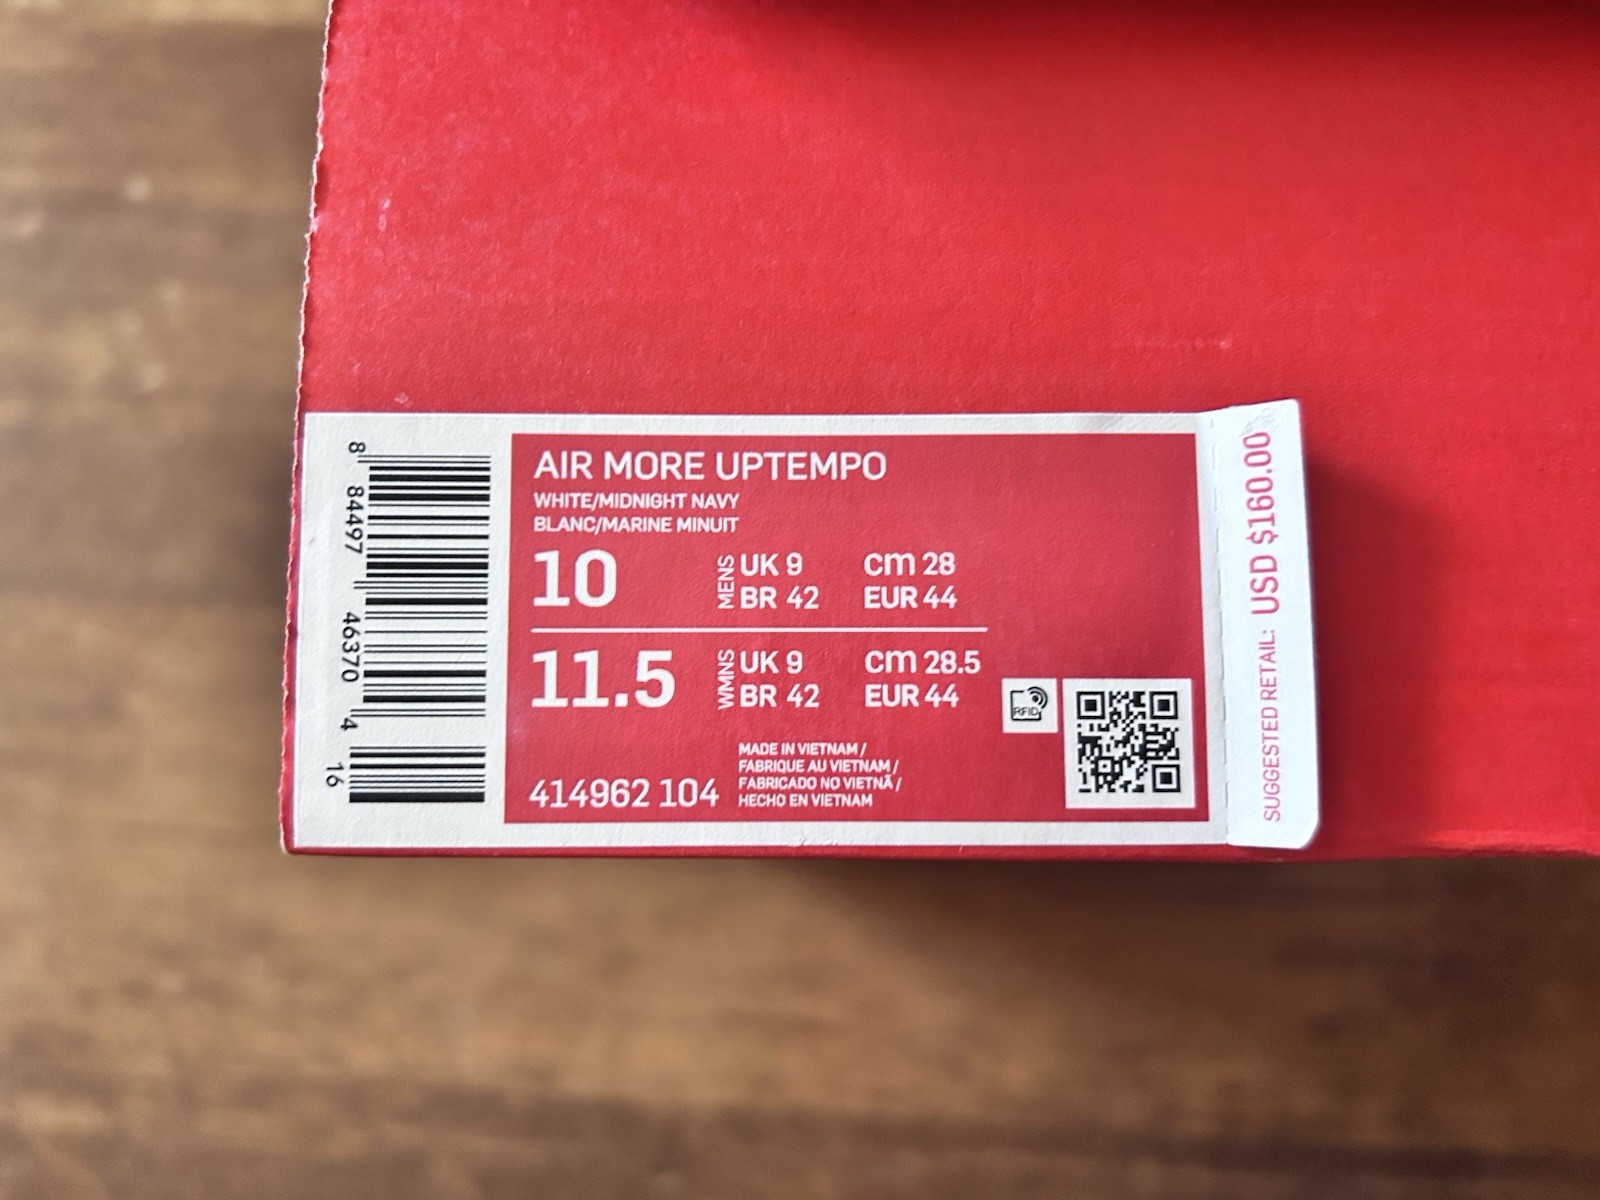 8 84497 46370 4 16
AIR MORE UPTEMPO
WHITE/MIDNIGHT NAVY
BLANC/MARINE MINUIT
10 MENS UK 9 cm 28
BR 42 EUR 44
11.5 WMNS UK 9 cm 28.5
BR 42 EUR 44
RFID
414962 104
MADE IN VIETNAM /
FABRIQUE AU VIETNAM /
FABRICADO NO VIETNÃ /
HECHO EN VIETNAM
SUGGESTED RETAIL: USD $160.00